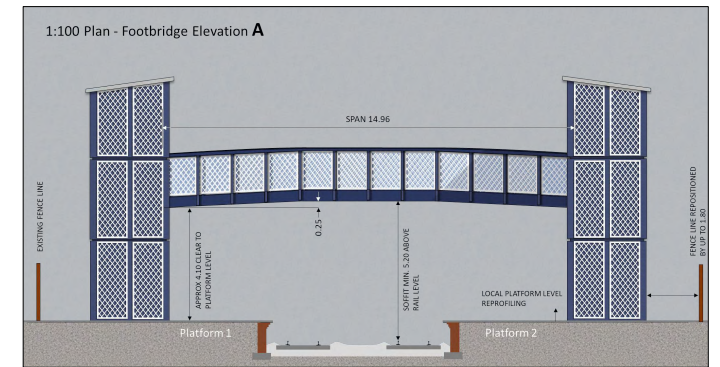 1:100 Plan - Footbridge Elevation A
SPAN 14.96
EXISTING FENCE LINE
APPROX 4.10 CLEAR TO
PLATFORM LEVEL
0.25
SOFFIT MIN. 5.20 ABOVE
RAIL LEVEL
LOCAL PLATFORM LEVEL
REPROFILING
FENCE LINE REPOSITIONED
BY UP TO 1.80
Platform 1
Platform 2